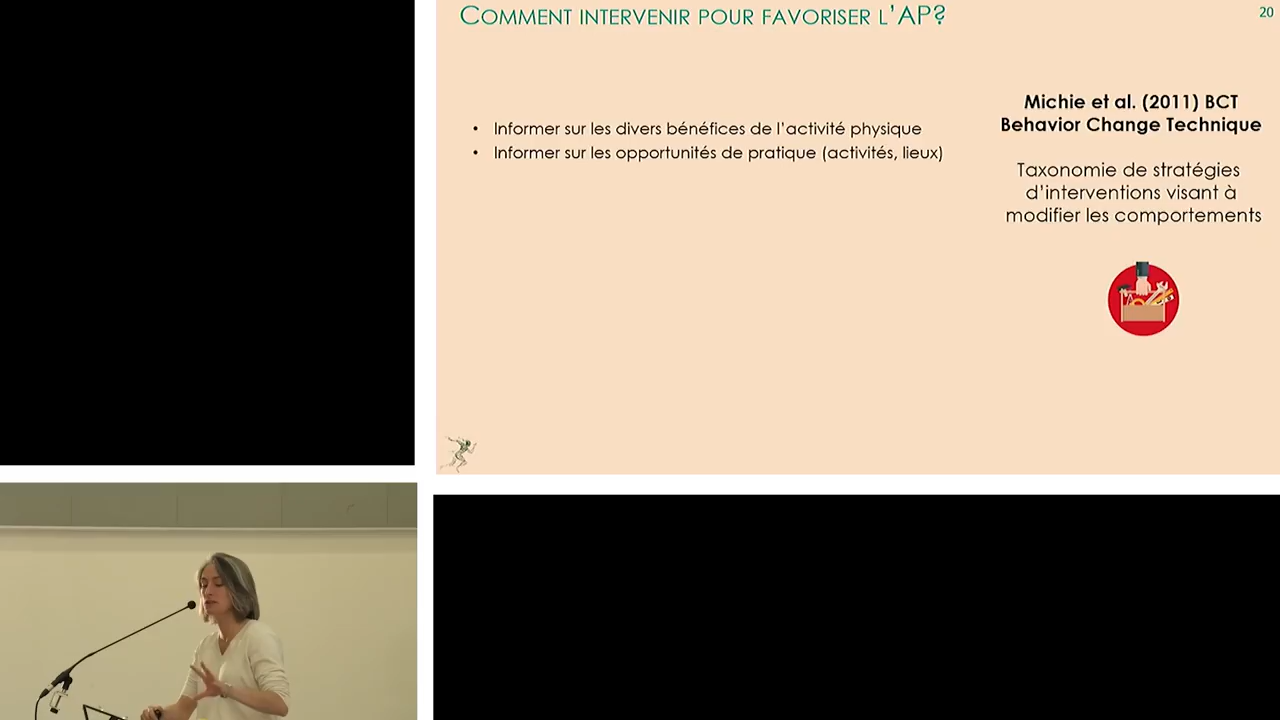 COMMENT INTERVENIR POUR FAVORISER L'AP?
20
• Informer sur les divers bénéfices de l'activité physique
• Informer sur les opportunités de pratique (activités, lieux)
Michie et al. (2011) BCT
Behavior Change Technique
Taxonomie de stratégies
d'interventions visant à
modifier les comportements